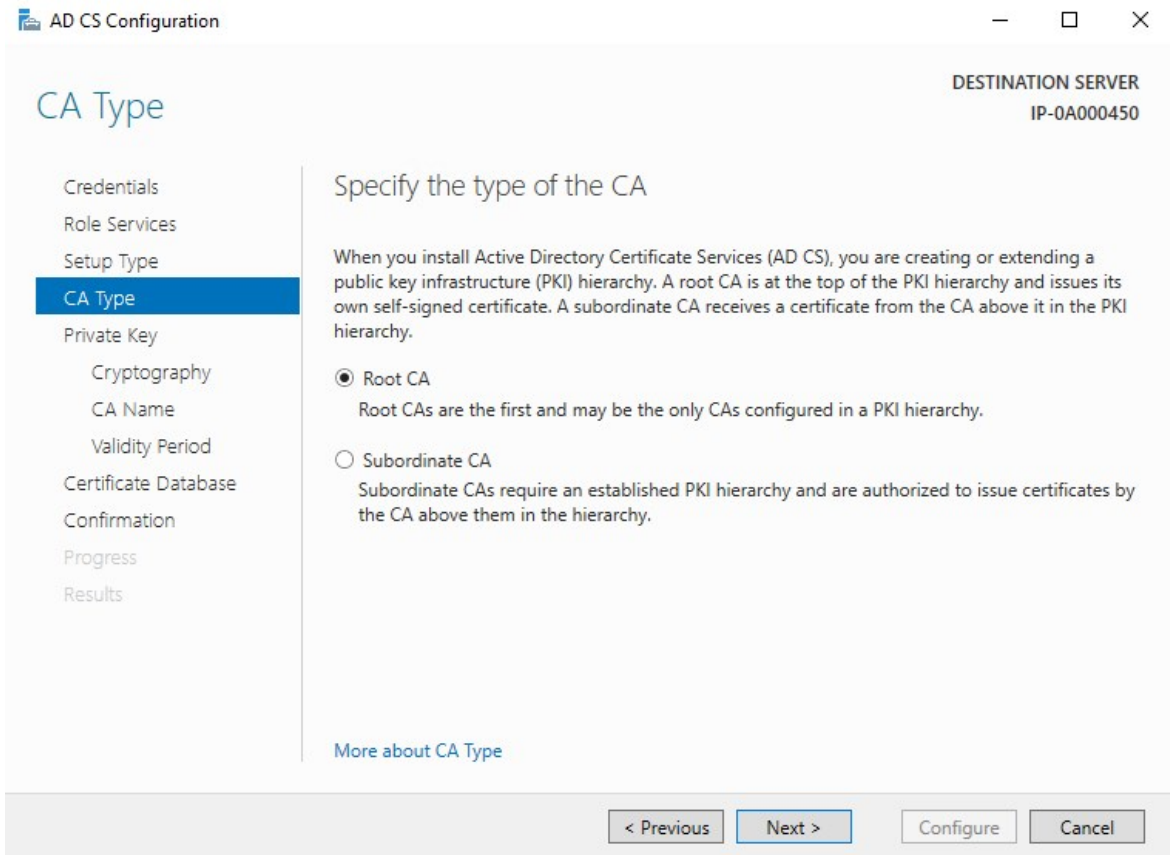 AD CS Configuration
CA Type
DESTINATION SERVER
IP-0A000450
Credentials
Role Services
Setup Type
CA Type
Private Key
Cryptography
CA Name
Validity Period
Certificate Database
Confirmation
Progress
Results
Specify the type of the CA
When you install Active Directory Certificate Services (AD CS), you are creating or extending a
public key infrastructure (PKI) hierarchy. A root CA is at the top of the PKI hierarchy and issues its
own self-signed certificate. A subordinate CA receives a certificate from the CA above it in the PKI
hierarchy.
Root CA
Root CAs are the first and may be the only CAs configured in a PKI hierarchy.
Subordinate CA
Subordinate CAs require an established PKI hierarchy and are authorized to issue certificates by
the CA above them in the hierarchy.
More about CA Type
< Previous
Next >
Configure
Cancel